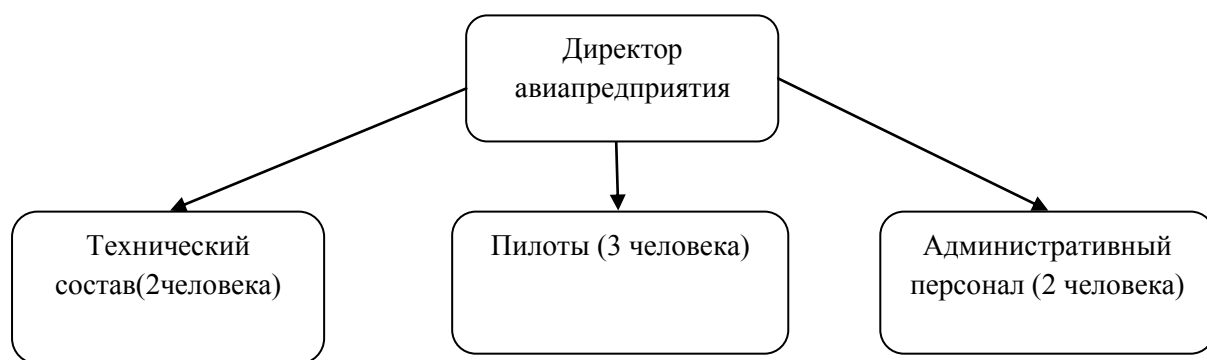 Директор
авиапредприятия
Технический
состав(2человека)
Пилоты (3 человека)
Административный
персонал (2 человека)